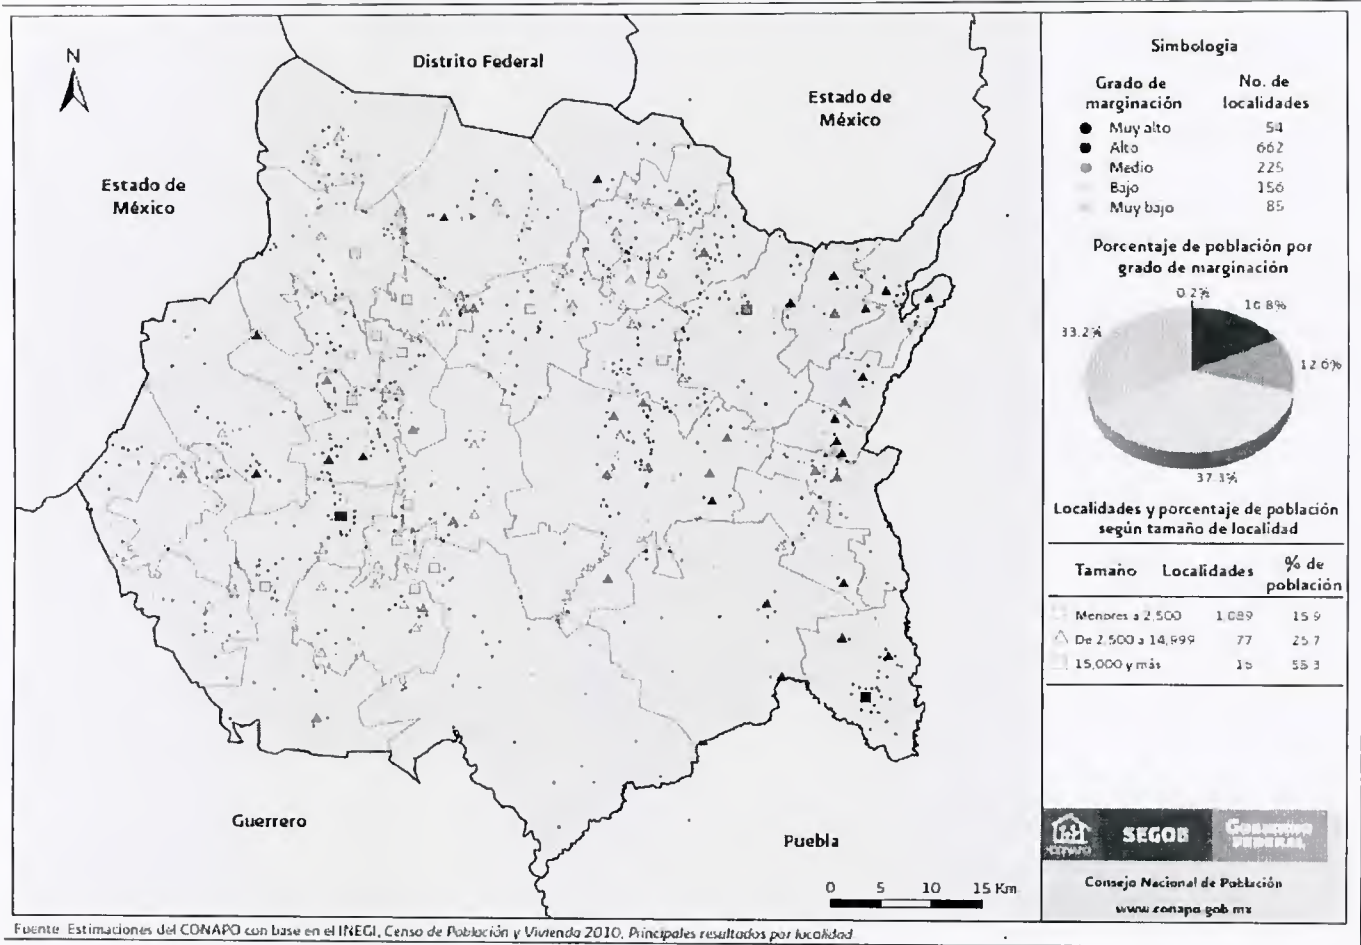 N
Distrito Federal
Estado de
México
Estado de
México
Guerrero
Puebla
0 5 10 15 Km
Simbología
Grado de
marginación
No. de
localidades
Muy alto 54
Alto 662
Medio 225
Bajo 156
Muy bajo 85
Porcentaje de población por
grado de marginación
0.2%
16.8%
12.6%
37.3%
33.2%
Localidades y porcentaje de población
según tamaño de localidad
Tamaño Localidades % de
población
Menores a 2,500 1,089 15.9
De 2,500 a 14,999 77 25.7
15,000 y más 16 58.3
CONAPO
SEGOB
GOBIERNO
FEDERAL
Consejo Nacional de Población
www.conapo.gob.mx
Fuente: Estimaciones del CONAPO con base en el INEGI, Censo de Población y Vivienda 2010, Principales resultados por localidad